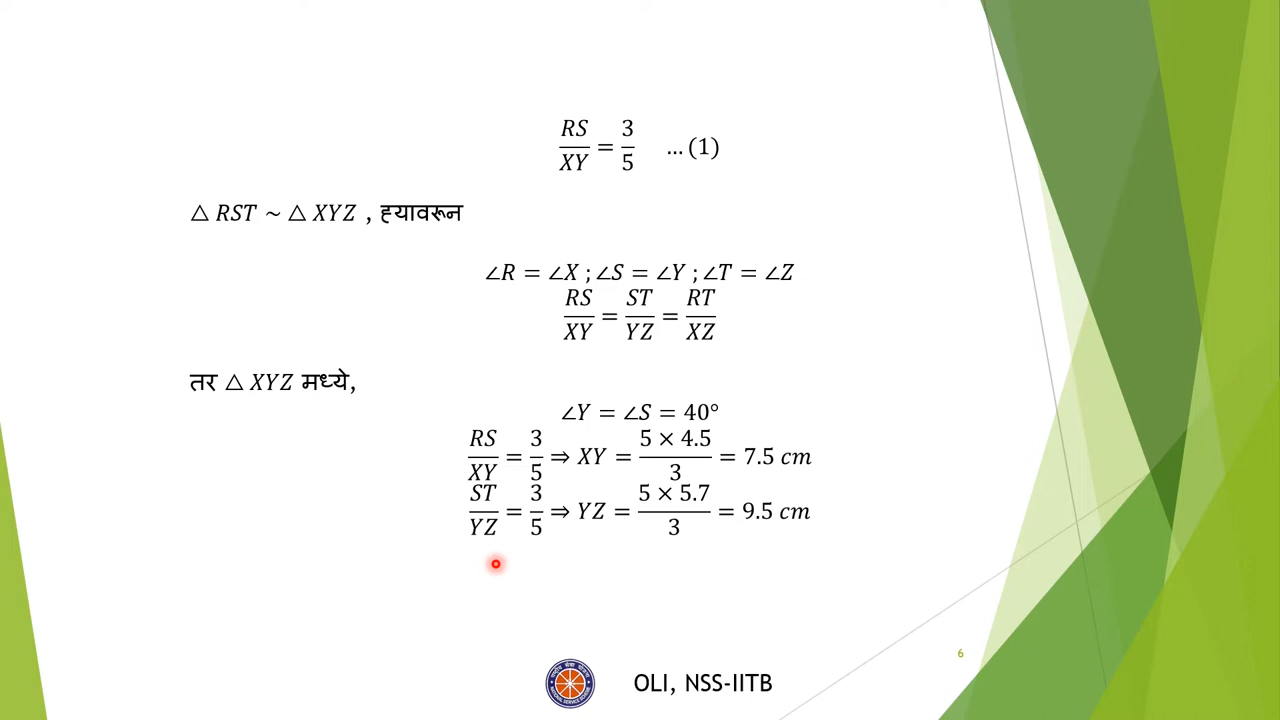 RS/XY = 3/5 ... (1)
△ RST ~ △ XYZ , ह्यावरून
∠R = ∠X ; ∠S = ∠Y ; ∠T = ∠Z
RS/XY = ST/YZ = RT/XZ
तर △ XYZ मध्ये,
∠Y = ∠S = 40°
RS/XY = 3/5 ⇒ XY = (5 × 4.5)/3 = 7.5 cm
ST/YZ = 3/5 ⇒ YZ = (5 × 5.7)/3 = 9.5 cm
6
OLI, NSS-IITB